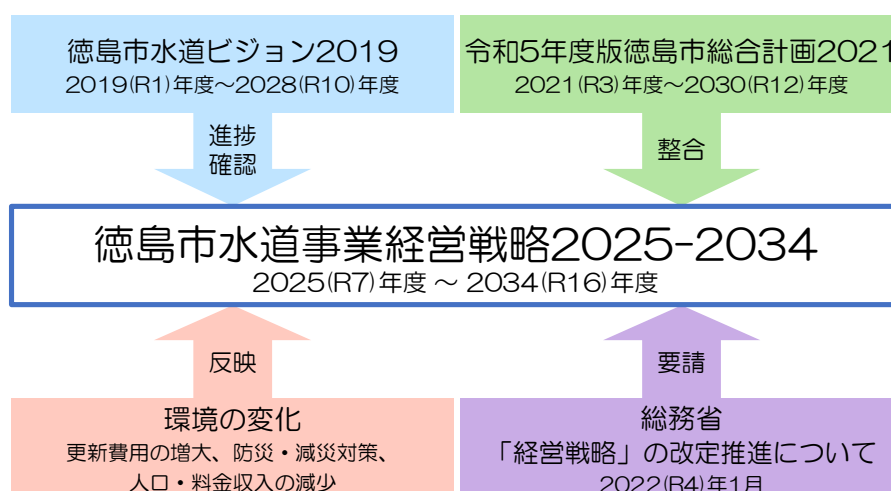 徳島市水道ビジョン2019
2019(R1)年度～2028(R10)年度
令和5年度版徳島市総合計画2021
2021(R3)年度～2030(R12)年度
進捗
確認
整合
徳島市水道事業経営戦略2025-2034
2025(R7)年度 ～ 2034(R16)年度
反映
要請
環境の変化
更新費用の増大、防災・減災対策、
人口・料金収入の減少
総務省
「経営戦略」の改定推進について
2022(R4)年1月